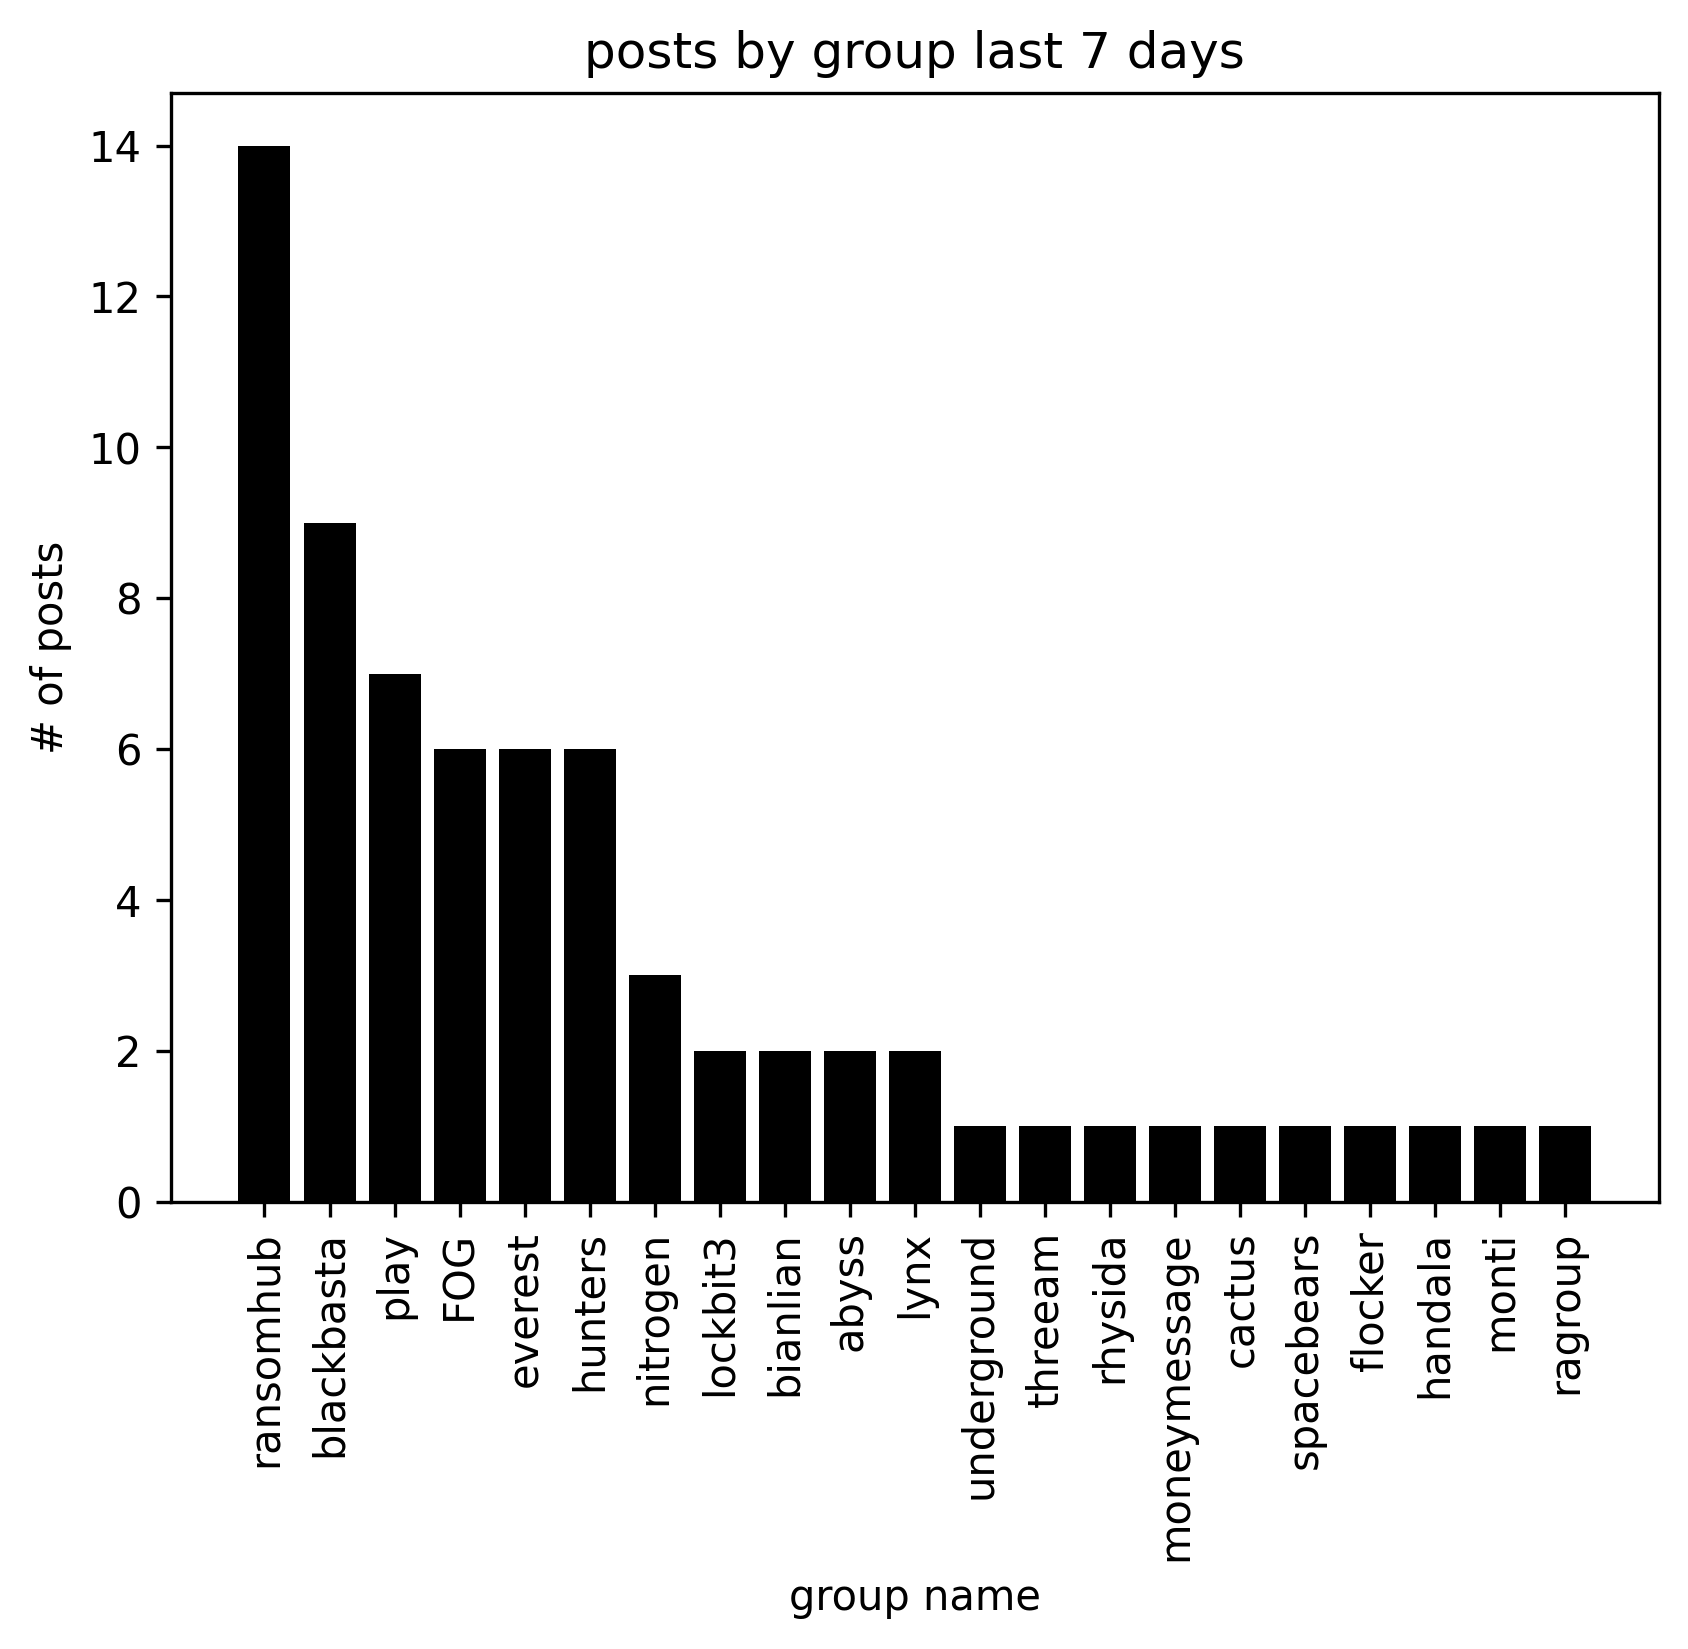 posts by group last 7 days
14
12
10
8
6
4
2
0
# of posts
ransomhub
blackbasta
play
FOG
everest
hunters
nitrogen
lockbit3
bianlian
abyss
lynx
underground
threeam
rhysida
moneymessage
cactus
spacebears
flocker
handala
monti
ragroup
group name